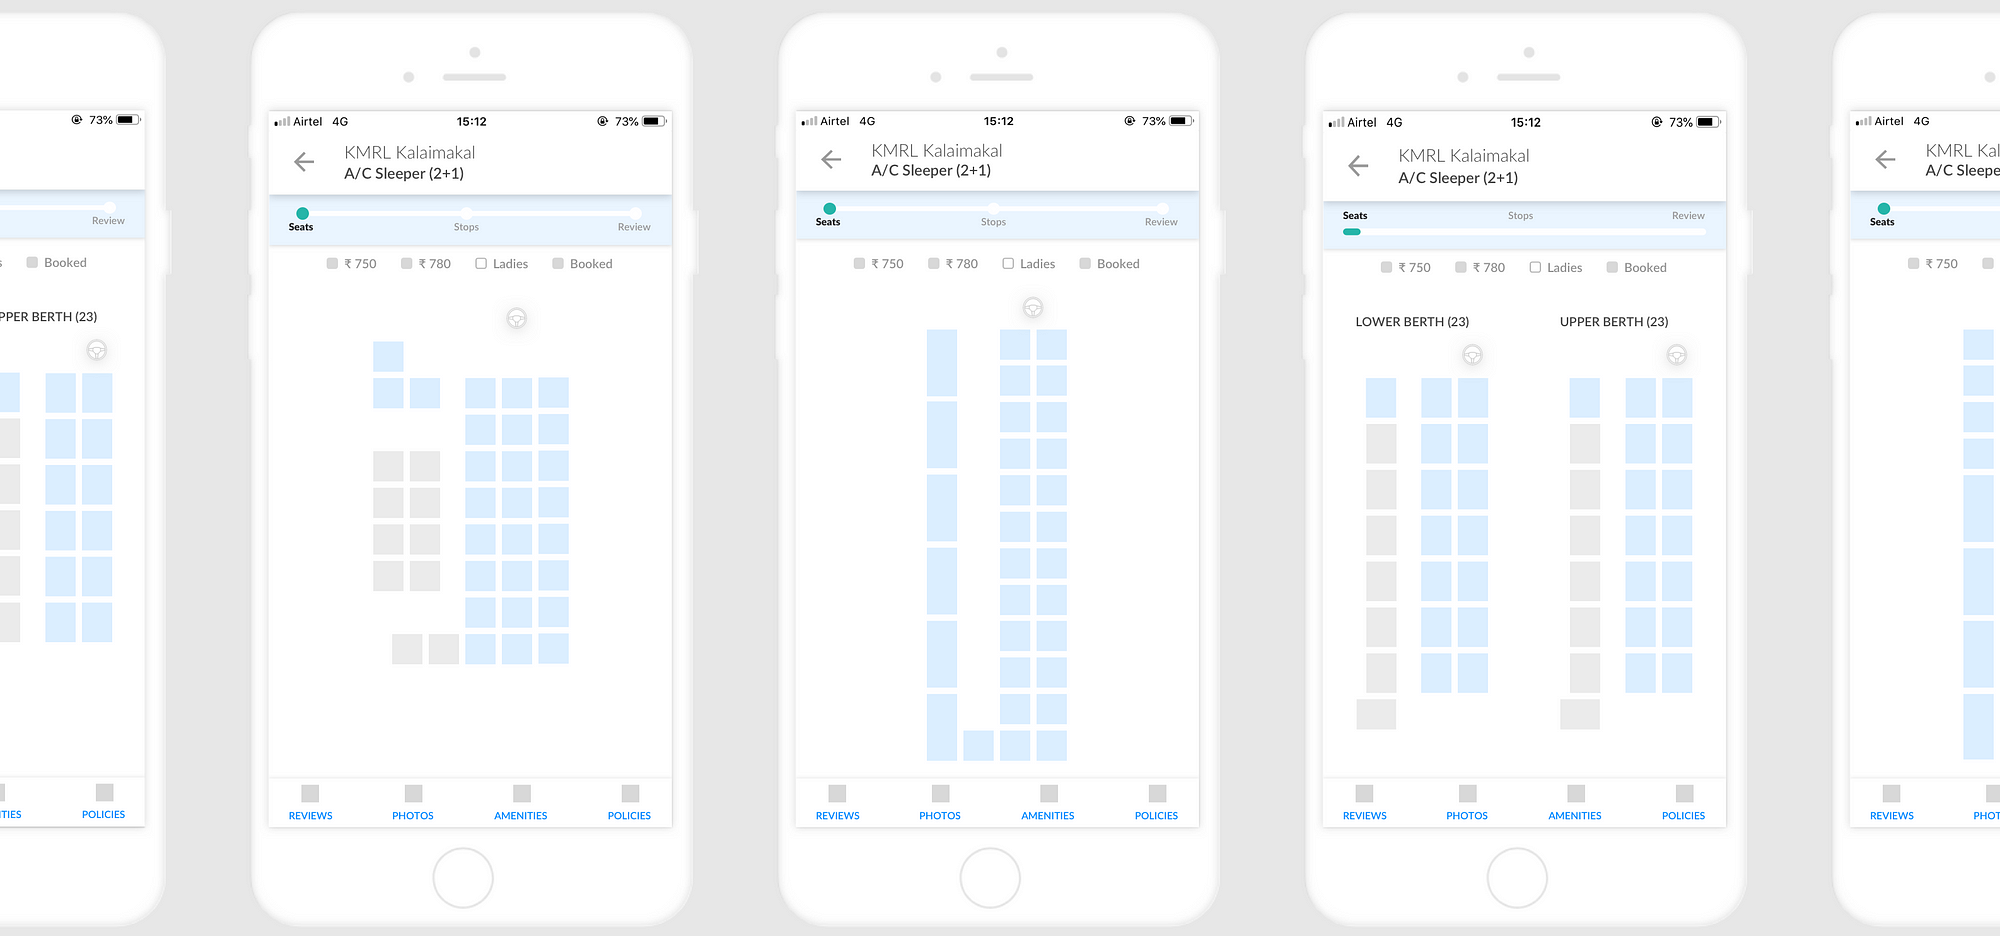 73%
Review
s Booked
PPER BERTH (23)
ITIES POLICIES
Airtel 4G 15:12 73%
KMRL Kalaimakal
A/C Sleeper (2+1)
Seats Stops Review
₹ 750 ₹ 780 Ladies Booked
REVIEWS PHOTOS AMENITIES POLICIES
Airtel 4G 15:12 73%
KMRL Kalaimakal
A/C Sleeper (2+1)
Seats Stops Review
₹ 750 ₹ 780 Ladies Booked
REVIEWS PHOTOS AMENITIES POLICIES
Airtel 4G 15:12 73%
KMRL Kalaimakal
A/C Sleeper (2+1)
Seats Stops Review
₹ 750 ₹ 780 Ladies Booked
LOWER BERTH (23) UPPER BERTH (23)
REVIEWS PHOTOS AMENITIES POLICIES
Airtel 4G
KMRL Kal
A/C Sleepe
Seats
₹ 750
REVIEWS PHOT